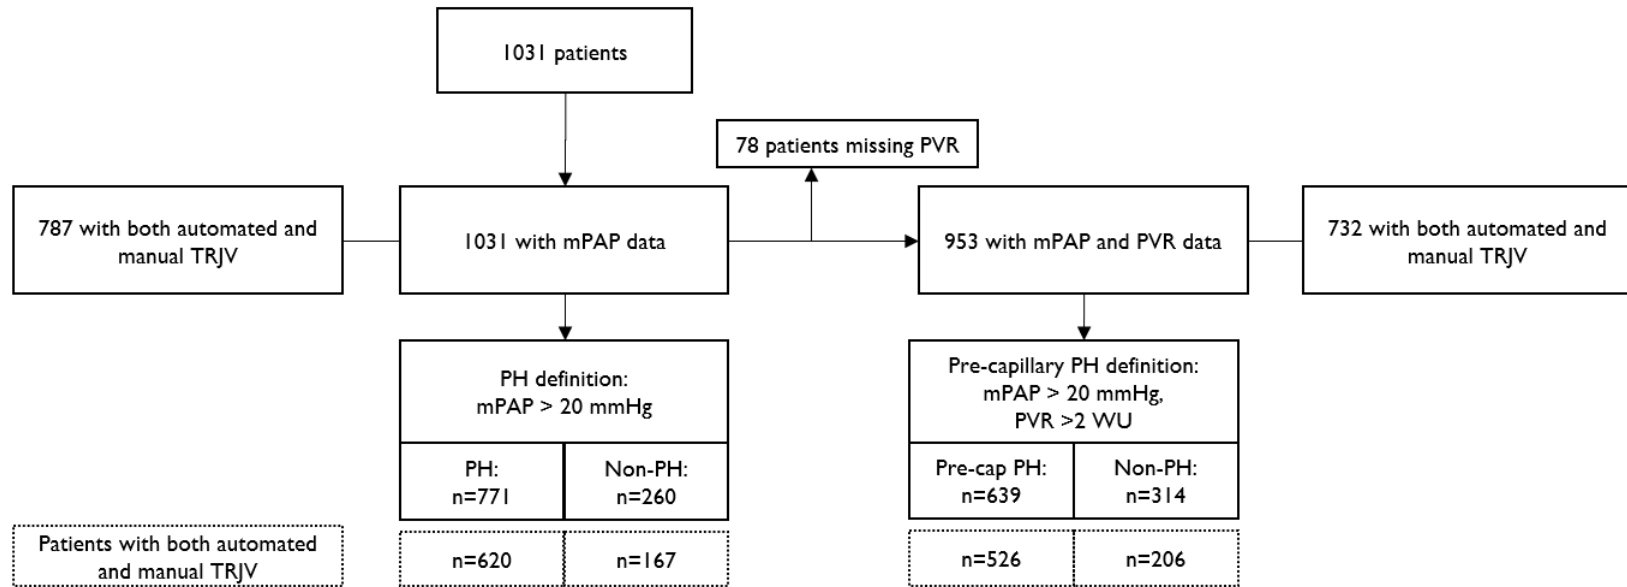 1031 patients
78 patients missing PVR
787 with both automated and
manual TRJV
1031 with mPAP data
953 with mPAP and PVR data
732 with both automated and
manual TRJV
PH definition:
mPAP > 20 mmHg
Pre-capillary PH definition:
mPAP > 20 mmHg,
PVR >2 WU
PH:
n=771
Non-PH:
n=260
Pre-cap PH:
n=639
Non-PH:
n=314
Patients with both automated
and manual TRJV
n=620
n=167
n=526
n=206